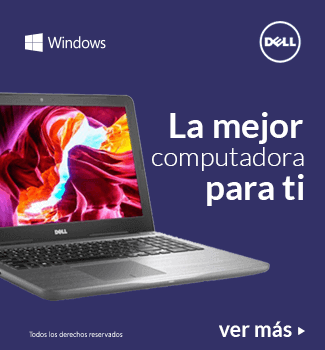 Windows
DELL
La mejor
computadora
para ti
DELL
Todos los derechos reservados
ver más